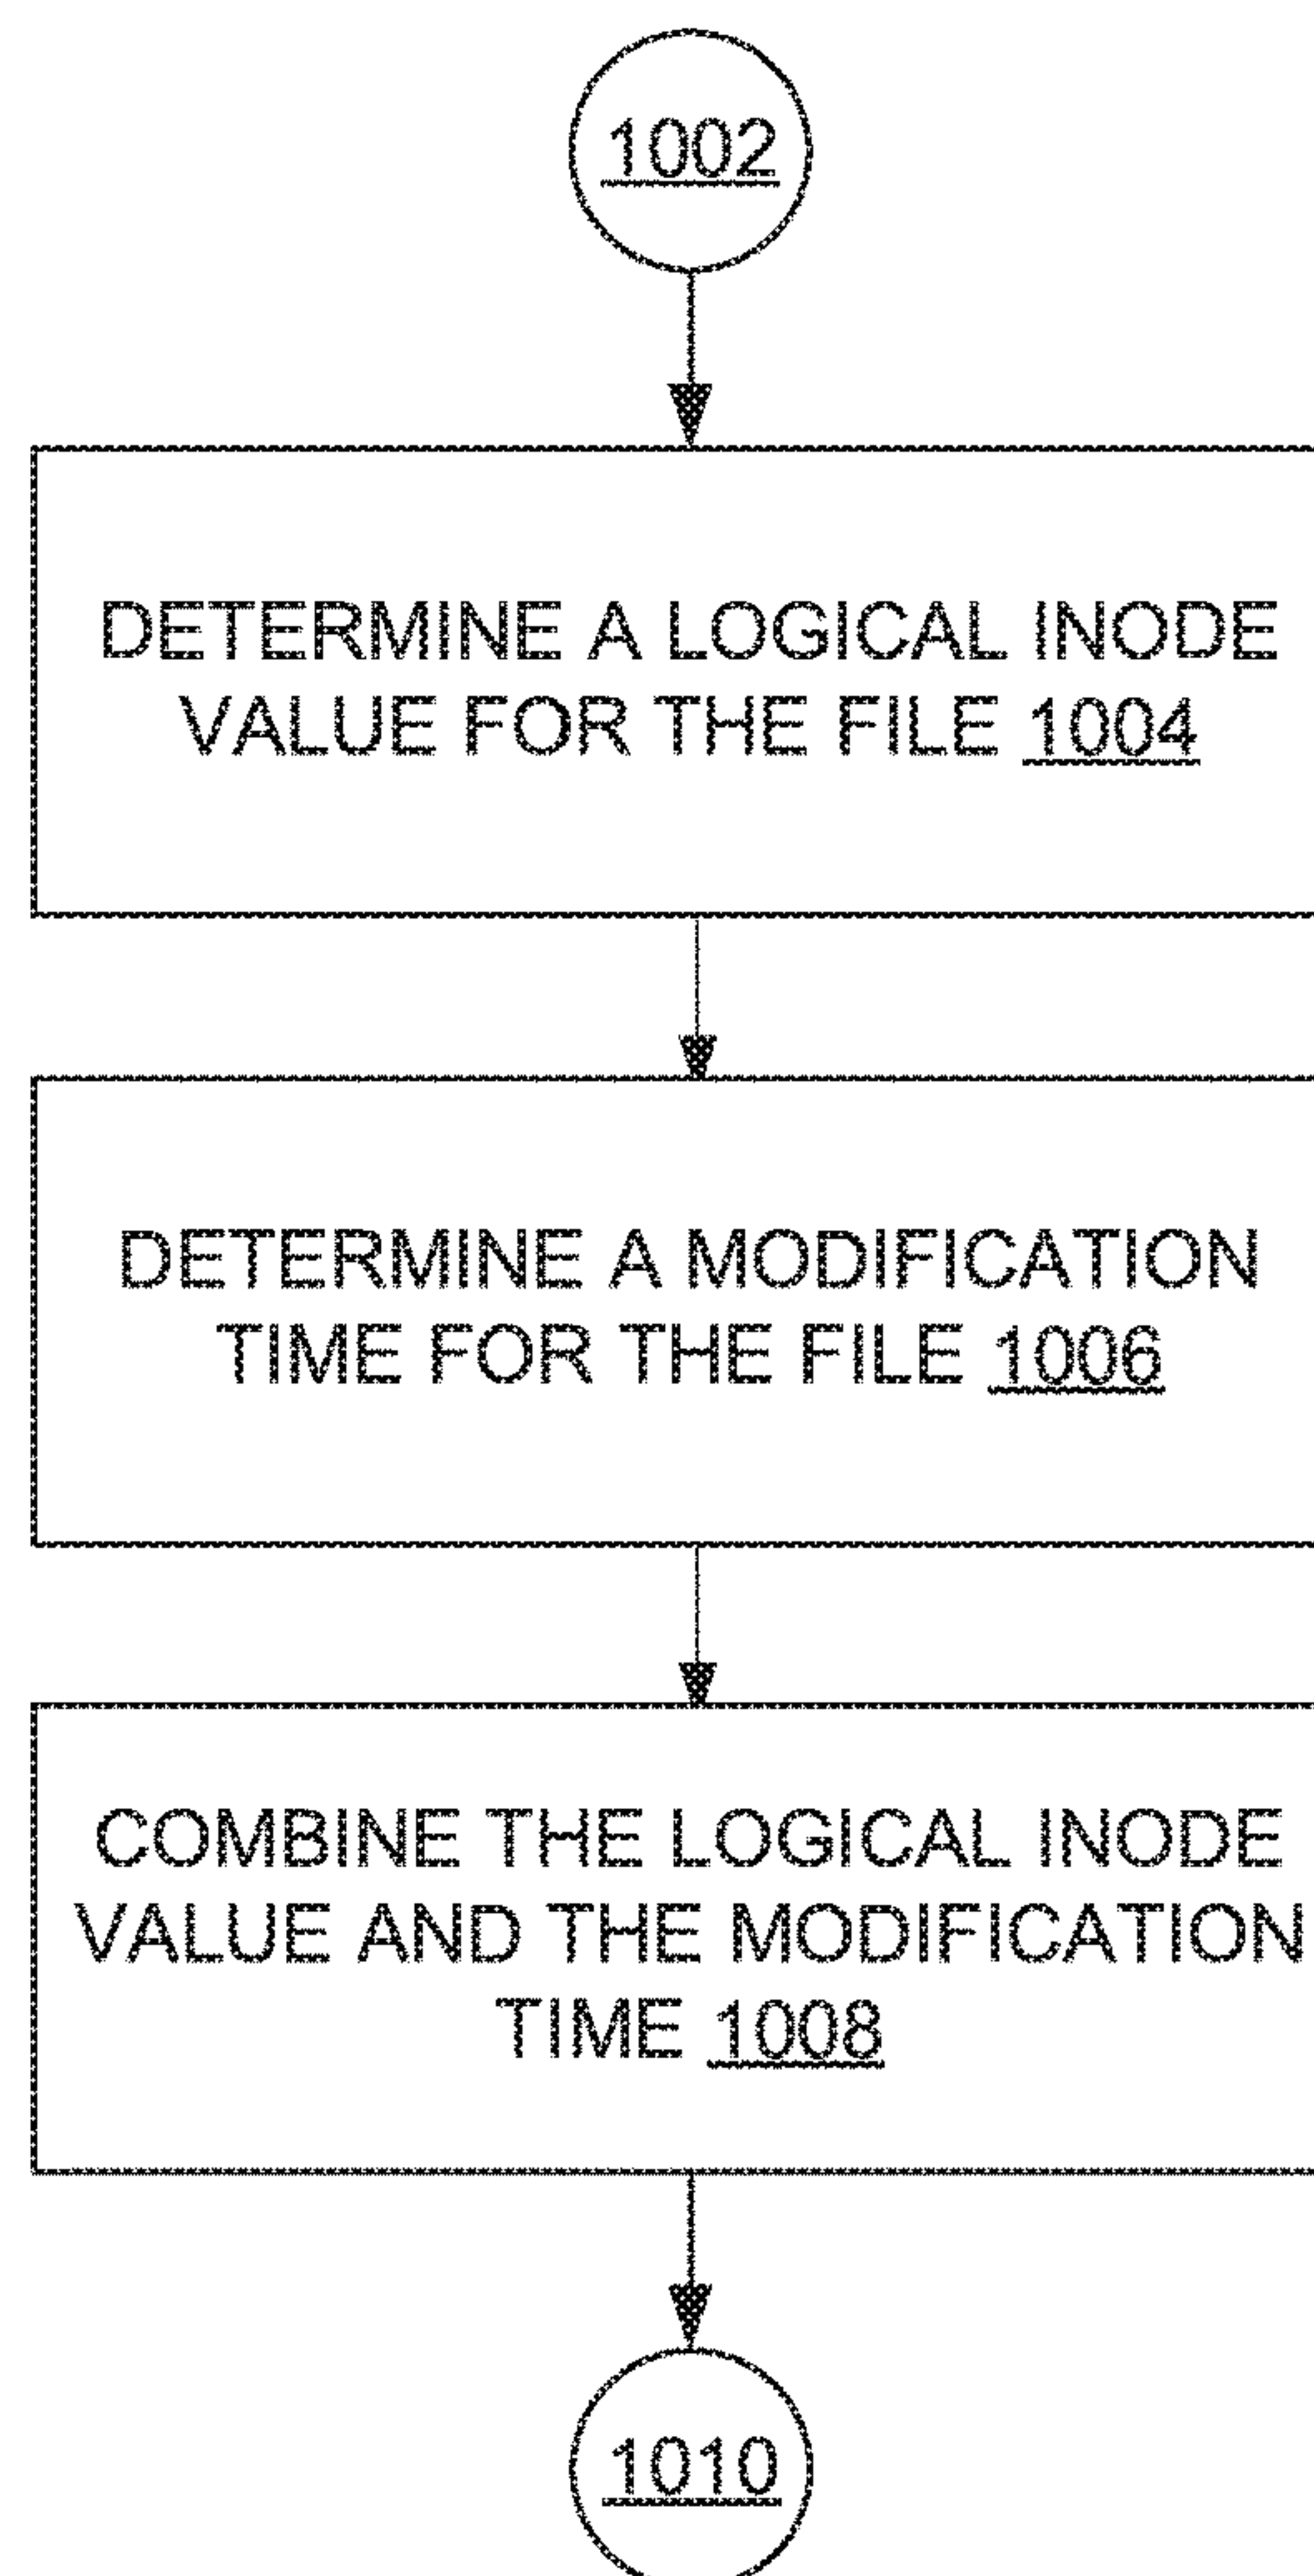 1002
DETERMINE A LOGICAL INODE
VALUE FOR THE FILE 1004
DETERMINE A MODIFICATION
TIME FOR THE FILE 1006
COMBINE THE LOGICAL INODE
VALUE AND THE MODIFICATION
TIME 1008
1010